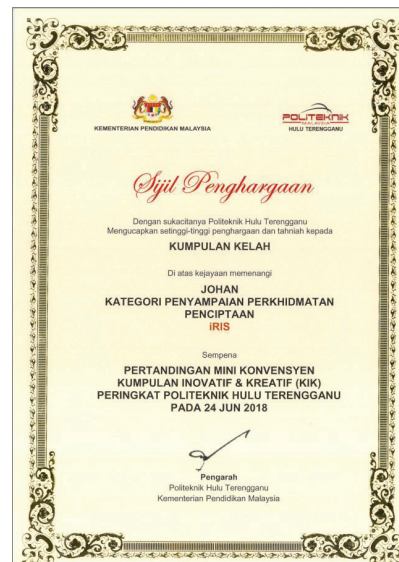 KEMENTERIAN PENDIDIKAN MALAYSIA
POLITEKNIK
MALAYSIA
HULU TERENGGANU
Sijil Penghargaan
Dengan sukacitanya Politeknik Hulu Terengganu
Mengucapkan setinggi-tinggi penghargaan dan tahniah kepada
KUMPULAN KELAH
Di atas kejayaan memenangi
JOHAN
KATEGORI PENYAMPAIAN PERKHIDMATAN
PENCIPTAAN
iRIS
Sempena
PERTANDINGAN MINI KONVENSYEN
KUMPULAN INOVATIF & KREATIF (KIK)
PERINGKAT POLITEKNIK HULU TERENGGANU
PADA 24 JUN 2018
Pengarah
Politeknik Hulu Terengganu
Kementerian Pendidikan Malaysia